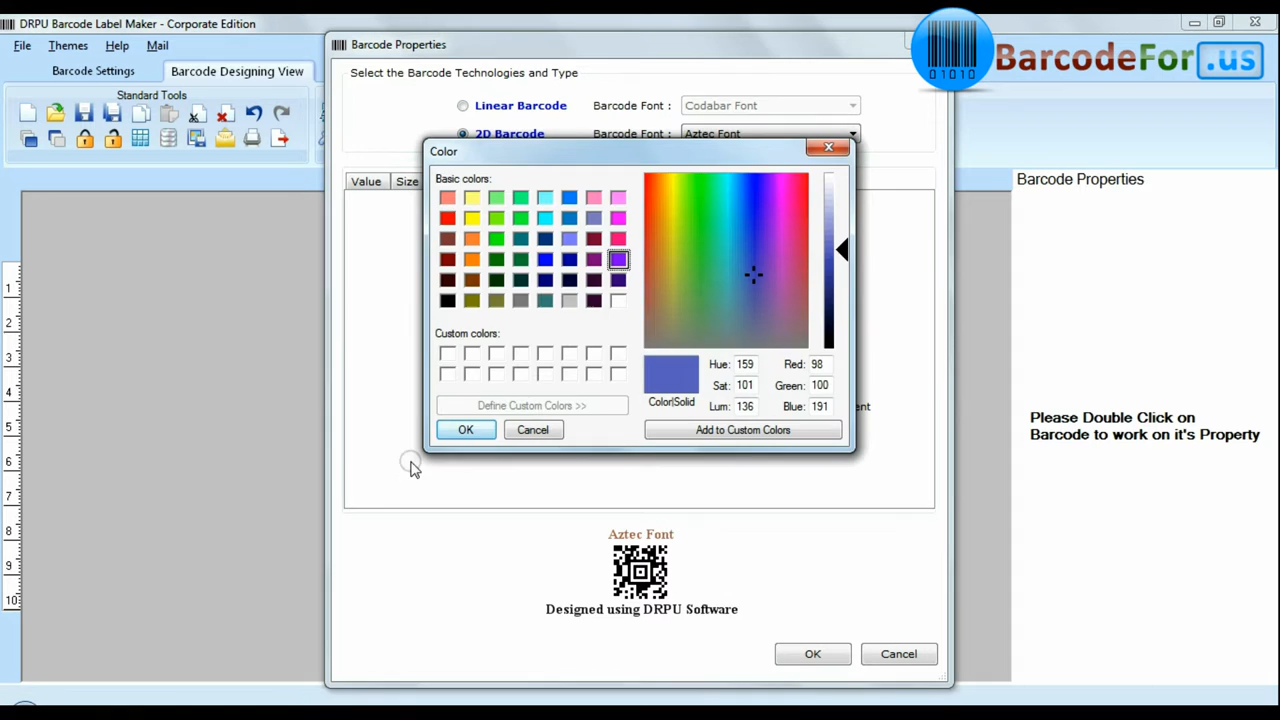 DRPU Barcode Label Maker - Corporate Edition
File Themes Help Mail
Barcode Settings Barcode Designing View
Standard Tools
Barcode Properties
BarcodeFor.us
01010
Select the Barcode Technologies and Type
Linear Barcode Barcode Font : Codabar Font
2D Barcode Barcode Font : Aztec Font
Value Size
Color
Basic colors:
Custom colors:
Define Custom Colors >>
OK Cancel
Color|Solid
Hue: 159 Red: 98
Sat: 101 Green: 100
Lum: 136 Blue: 191
Add to Custom Colors
Aztec Font
Designed using DRPU Software
OK Cancel
Barcode Properties
Please Double Click on
Barcode to work on it's Property
1
2
3
4
5
6
7
8
9
10